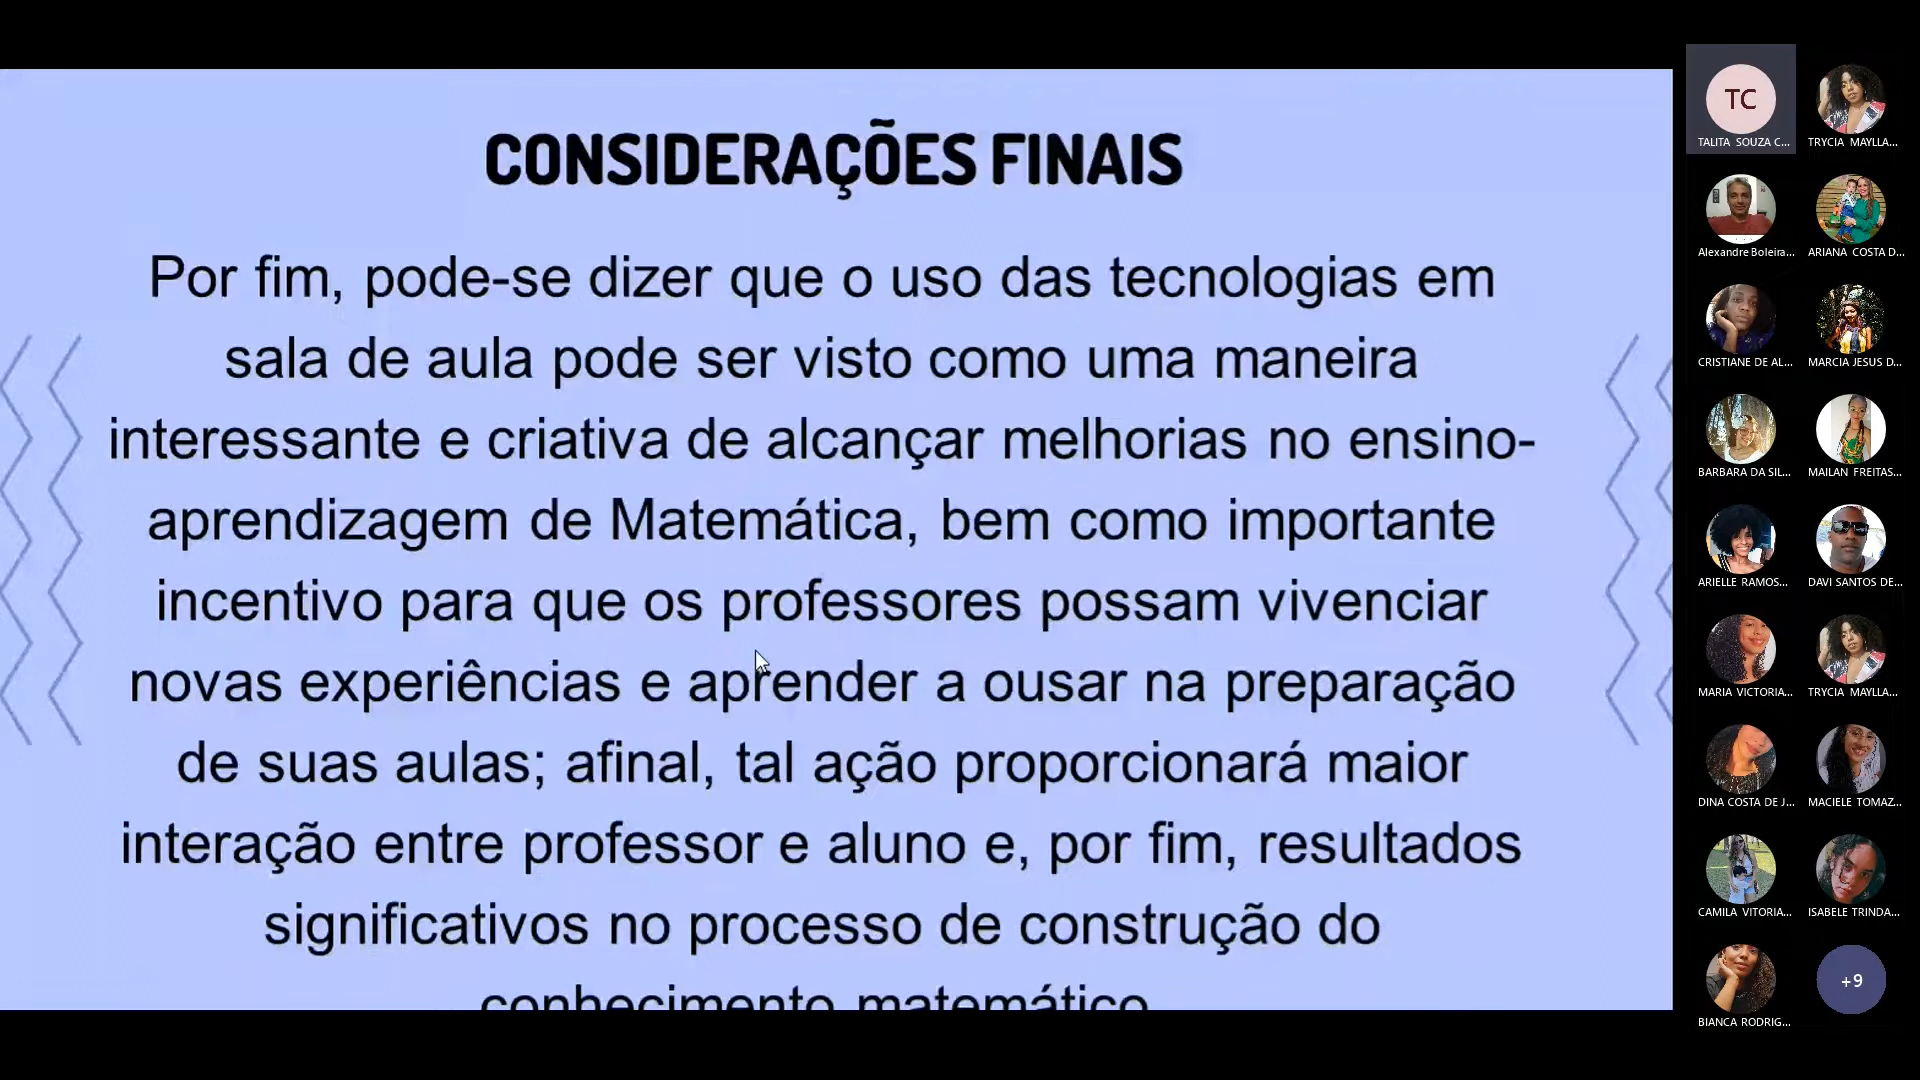 CONSIDERAÇÕES FINAIS
Por fim, pode-se dizer que o uso das tecnologias em
sala de aula pode ser visto como uma maneira
interessante e criativa de alcançar melhorias no ensino-
aprendizagem de Matemática, bem como importante
incentivo para que os professores possam vivenciar
novas experiências e aprender a ousar na preparação
de suas aulas; afinal, tal ação proporcionará maior
interação entre professor e aluno e, por fim, resultados
significativos no processo de construção do
conhecimento matemático
TC
TALITA SOUZA C...
TRYCIA MAYLLA...
Alexandre Boleira...
ARIANA COSTA D...
CRISTIANE DE AL...
MARCIA JESUS D...
BARBARA DA SIL...
MAILAN FREITAS...
ARIELLE RAMOS...
DAVI SANTOS DE...
MARIA VICTORIA...
TRYCIA MAYLLA...
DINA COSTA DE J...
MACIELE TOMAZ...
CAMILA VITORIA...
ISABELE TRINDA...
BIANCA RODRIG...
+9